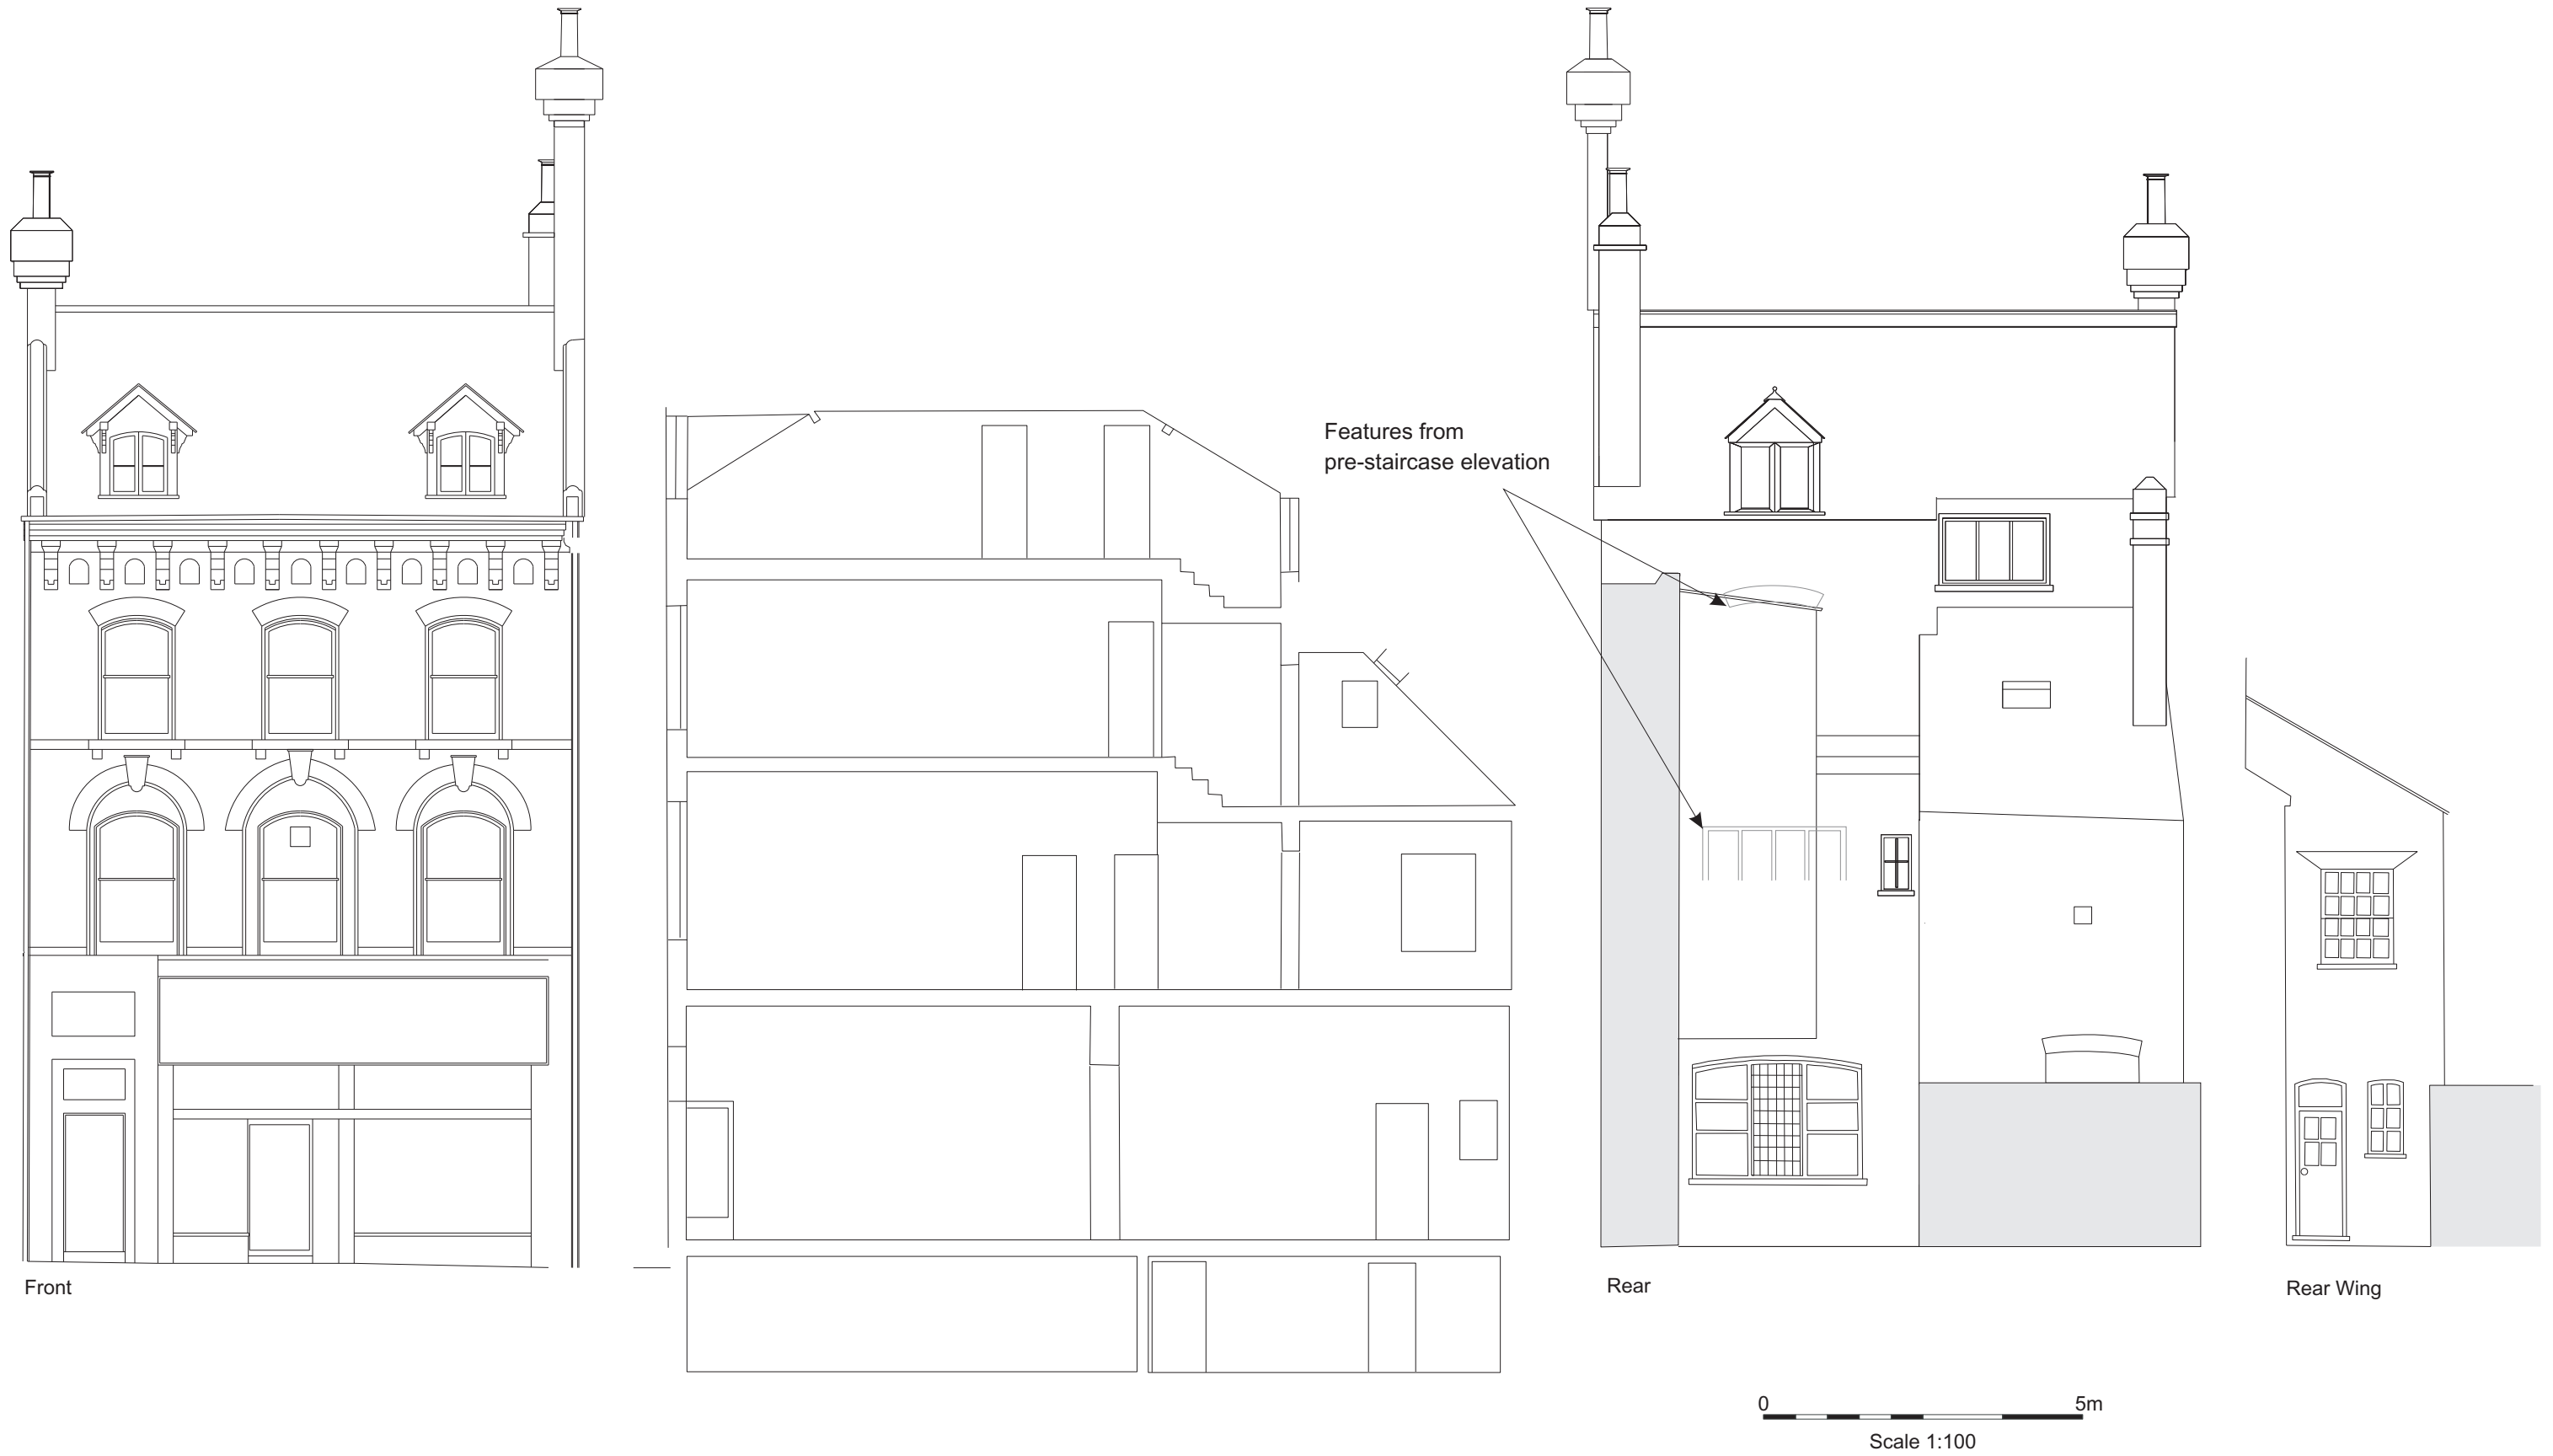 Features from
pre-staircase elevation
Front
Rear
Rear Wing
0 5m
Scale 1:100